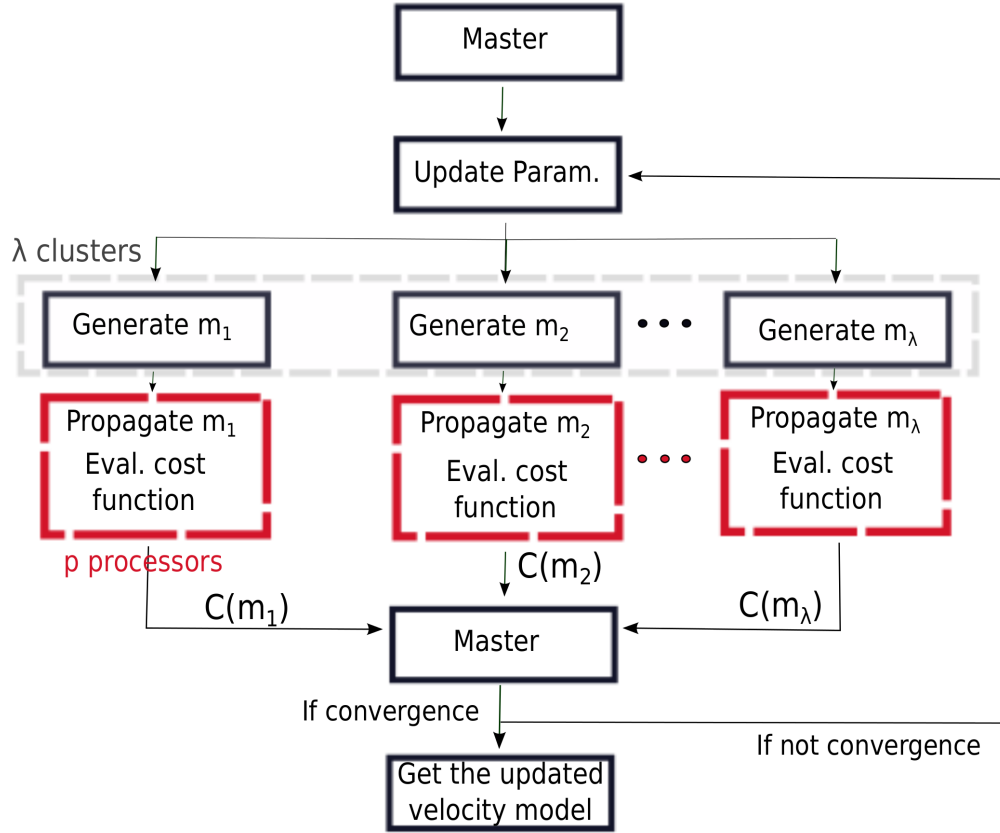 Master
Update Param.
λ clusters
Generate m1
Generate m2
Generate mλ
Propagate m1
Eval. cost
function
Propagate m2
Eval. cost
function
Propagate mλ
Eval. cost
function
p processors
C(m1)
C(m2)
C(mλ)
Master
If convergence
If not convergence
Get the updated
velocity model